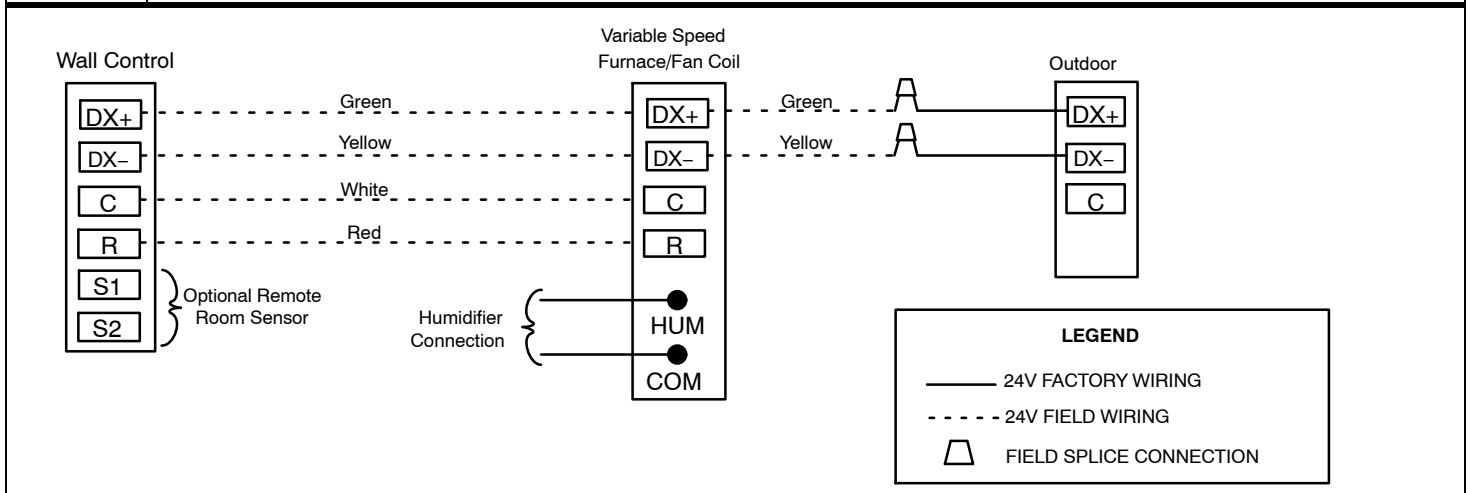 Wall Control
DX+
DX–
C
R
S1
S2
Optional Remote
Room Sensor
Green
Yellow
White
Red
Variable Speed
Furnace/Fan Coil
DX+
DX–
C
R
HUM
COM
Humidifier
Connection
Green
Yellow
Outdoor
DX+
DX–
C
LEGEND
24V FACTORY WIRING
24V FIELD WIRING
FIELD SPLICE CONNECTION